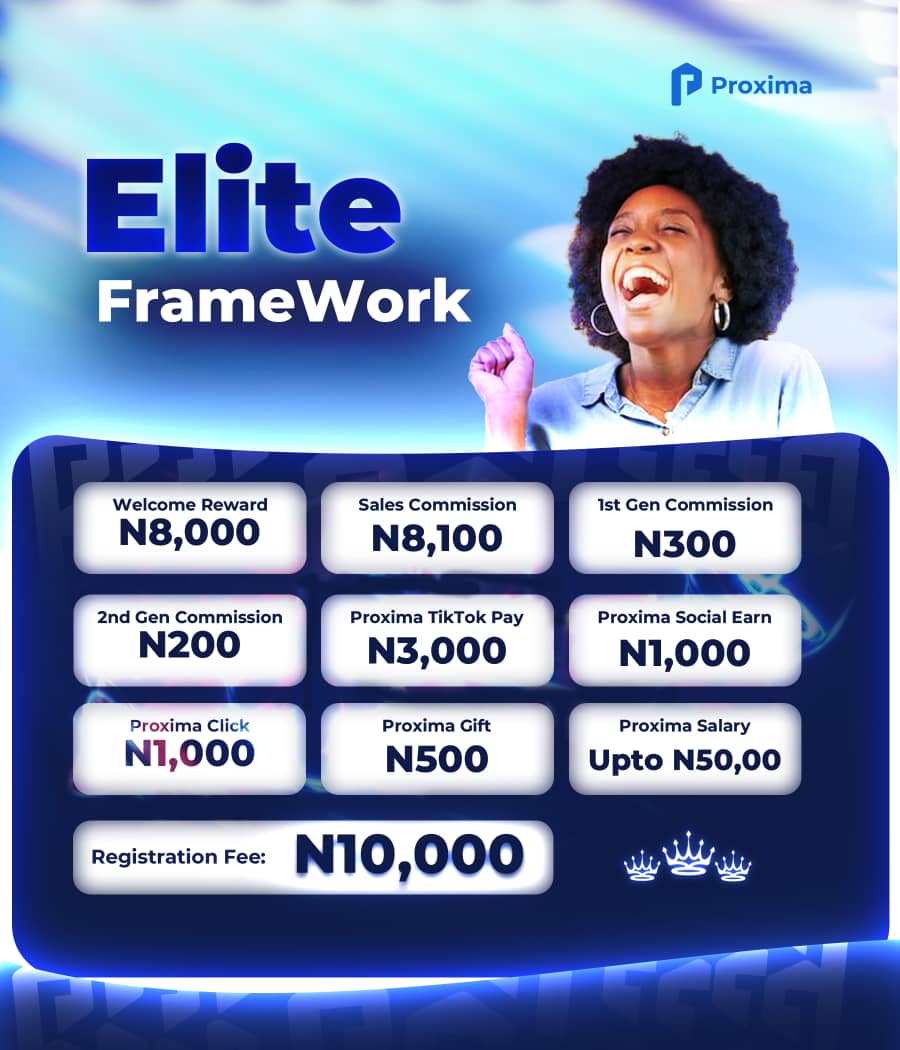 Proxima
Elite
FrameWork
Welcome Reward
N8,000
Sales Commission
N8,100
1st Gen Commission
N300
2nd Gen Commission
N200
Proxima TikTok Pay
N3,000
Proxima Social Earn
N1,000
Proxima Click
N1,000
Proxima Gift
N500
Proxima Salary
Upto N50,00
Registration Fee: N10,000